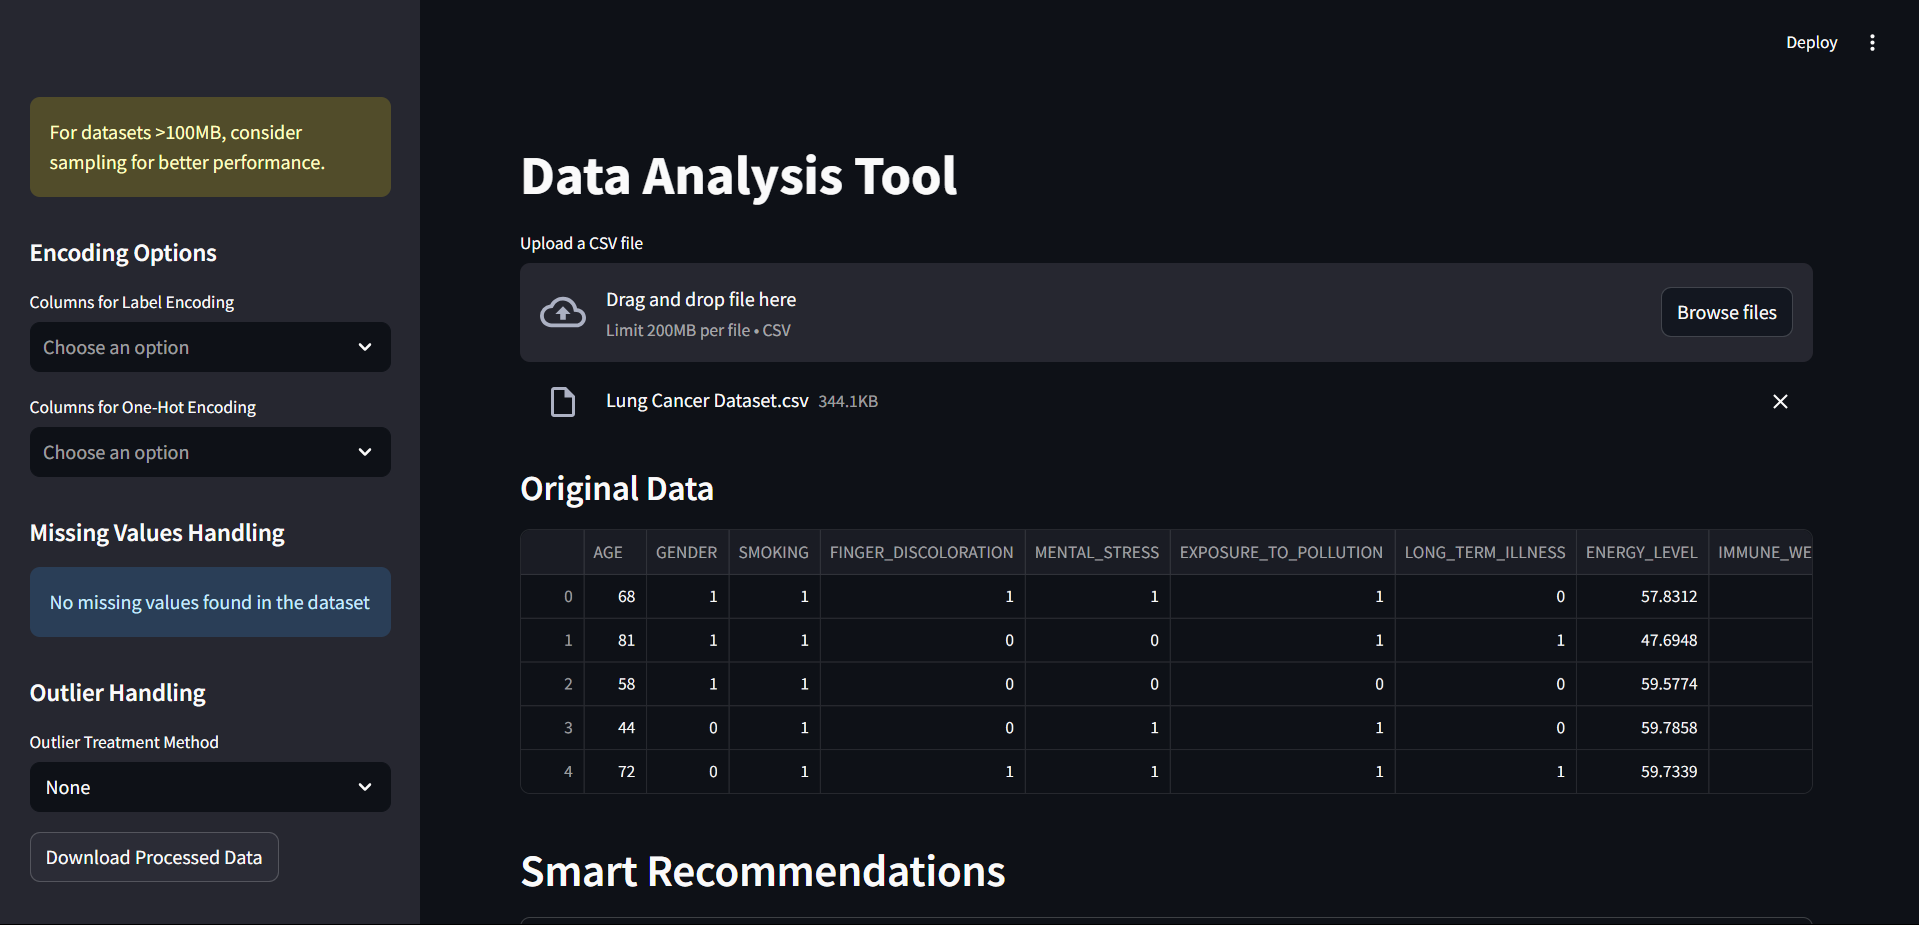 Deploy
For datasets >100MB, consider
sampling for better performance.
Encoding Options
Columns for Label Encoding
Choose an option
Columns for One-Hot Encoding
Choose an option
Missing Values Handling
No missing values found in the dataset
Outlier Handling
Outlier Treatment Method
None
Download Processed Data
Data Analysis Tool
Upload a CSV file
Drag and drop file here
Limit 200MB per file • CSV
Browse files
Lung Cancer Dataset.csv 344.1KB
Original Data
AGE GENDER SMOKING FINGER_DISCOLORATION MENTAL_STRESS EXPOSURE_TO_POLLUTION LONG_TERM_ILLNESS ENERGY_LEVEL IMMUNE_WE
0 68 1 1 1 1 1 0 57.8312
1 81 1 1 0 0 1 1 47.6948
2 58 1 1 0 0 0 0 59.5774
3 44 0 1 0 1 1 0 59.7858
4 72 0 1 1 1 1 1 59.7339
Smart Recommendations